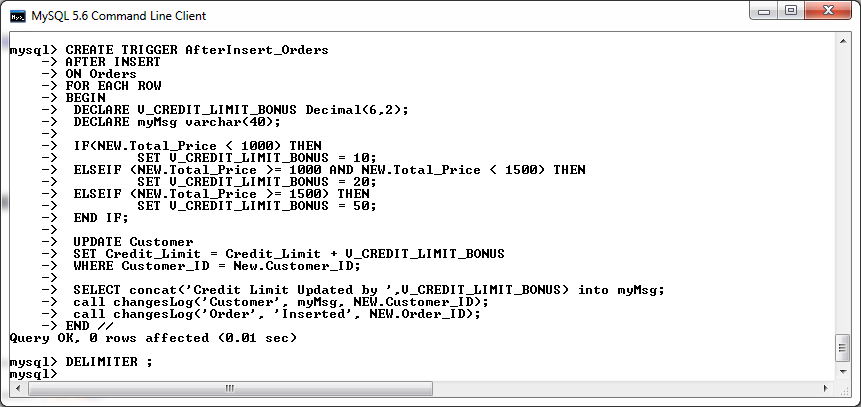 MySQL 5.6 Command Line Client
mysql> CREATE TRIGGER AfterInsert_Orders
    -> AFTER INSERT
    -> ON Orders
    -> FOR EACH ROW
    -> BEGIN
    ->  DECLARE V_CREDIT_LIMIT_BONUS Decimal(6,2);
    ->  DECLARE myMsg varchar(40);
    ->
    ->  IF(NEW.Total_Price < 1000) THEN
    ->          SET V_CREDIT_LIMIT_BONUS = 10;
    ->  ELSEIF (NEW.Total_Price >= 1000 AND NEW.Total_Price < 1500) THEN
    ->          SET V_CREDIT_LIMIT_BONUS = 20;
    ->  ELSEIF (NEW.Total_Price >= 1500) THEN
    ->          SET V_CREDIT_LIMIT_BONUS = 50;
    ->  END IF;
    ->
    ->  UPDATE Customer
    ->  SET Credit_Limit = Credit_Limit + V_CREDIT_LIMIT_BONUS
    ->  WHERE Customer_ID = New.Customer_ID;
    ->
    ->  SELECT concat('Credit Limit Updated by ',V_CREDIT_LIMIT_BONUS) into myMsg;
    ->  call changesLog('Customer', myMsg, NEW.Customer_ID);
    ->  call changesLog('Order', 'Inserted', NEW.Order_ID);
    -> END //
Query OK, 0 rows affected (0.01 sec)

mysql> DELIMITER ;
mysql>